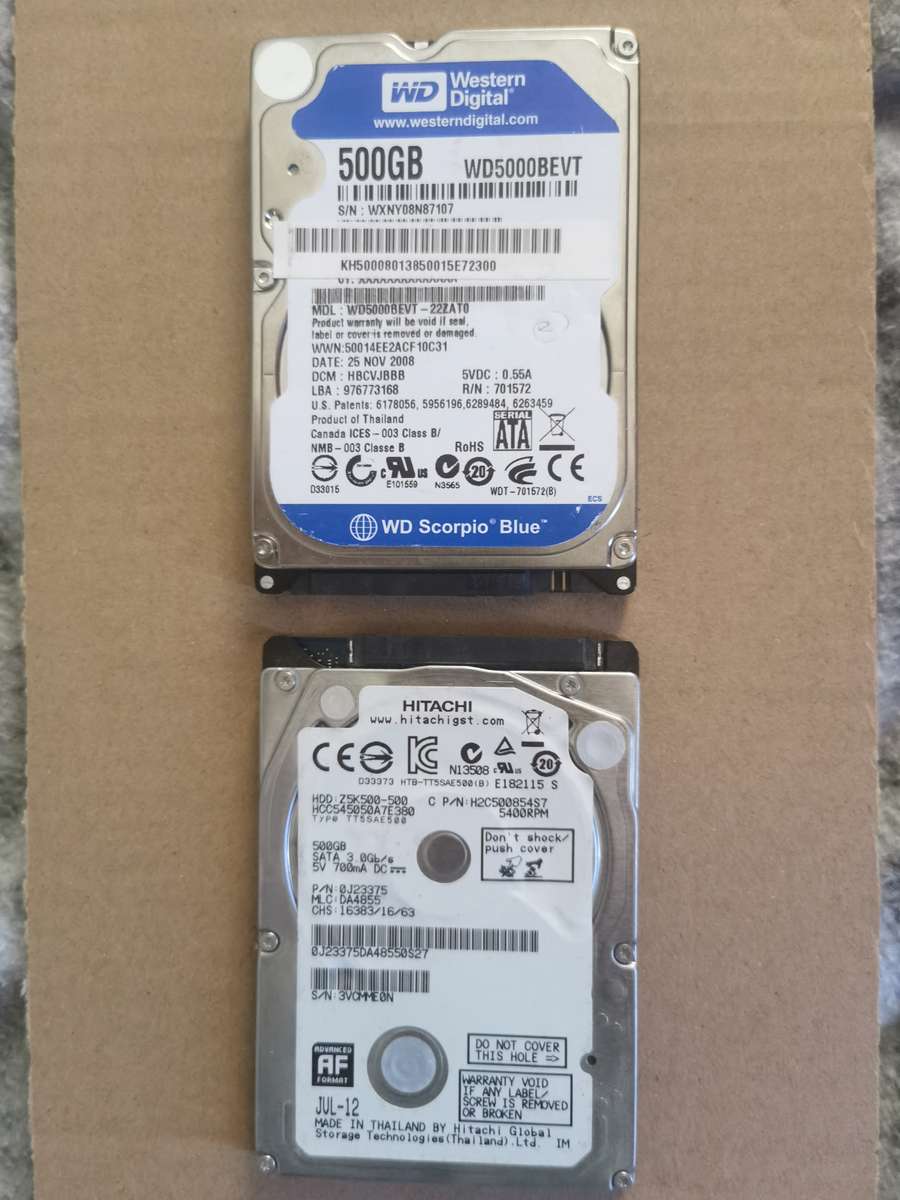 WD Western
Digital®
www.westerndigital.com
500GB WD5000BEVT
S/N : WXNY08N87107
KH50008013850015E72300
MDL : WD5000BEVT-22ZAT0
Product warranty will be void if seal,
label or cover is removed or damaged.
WWN:50014EE2ACF10C31
DATE: 25 NOV 2008
DCM : HBCVJBBB 5VDC : 0.55A
LBA : 976773168 R/N : 701572
U.S. Patents: 6178056, 5956196,6289484, 6263459
Product of Thailand
Canada ICES-003 Class B/
NMB-003 Classe B
RoHS
SERIAL
ATA
D33015 E101559 N3565 WDT-701572(B)
c us 20 CE
ECS
WD Scorpio® Blue™
HITACHI
www.hitachigst.com
CE N13508 c us 20
D33373 HTB-TT5SAE500(B) E182115 S
HDD: Z5K500-500 C P/N:H2C500854S7
HCC545050A7E380 5400RPM
Type TT5SAE500
Don't shock/
push cover
500GB
SATA 3.0Gb/s
5V 700mA DC
P/N:0J23375
MLC:DA4855
CHS:16383/16/63
0J23375DA48550S27
S/N:3VCMME0N
DO NOT COVER
THIS HOLE =>
ADVANCED
AF
FORMAT
WARRANTY VOID
IF ANY LABEL/
SCREW IS REMOVED
OR BROKEN
JUL-12
MADE IN THAILAND BY Hitachi Global
Storage Technologies(Thailand).Ltd. IM